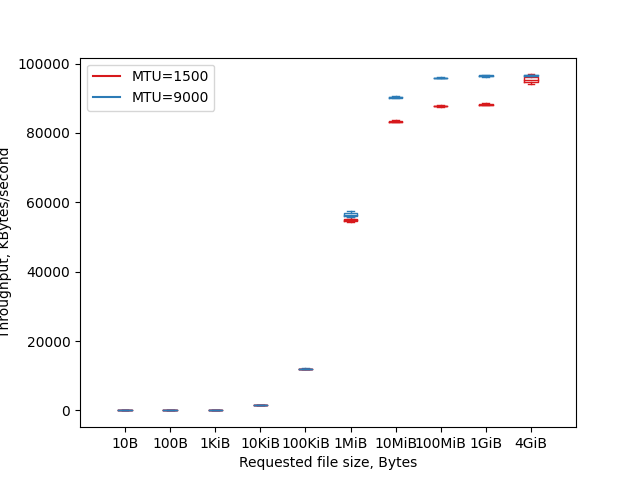 100000
80000
60000
40000
20000
0
Throughput, KBytes/second
MTU=1500
MTU=9000
10B 100B 1KiB 10KiB 100KiB 1MiB 10MiB 100MiB 1GiB 4GiB
Requested file size, Bytes